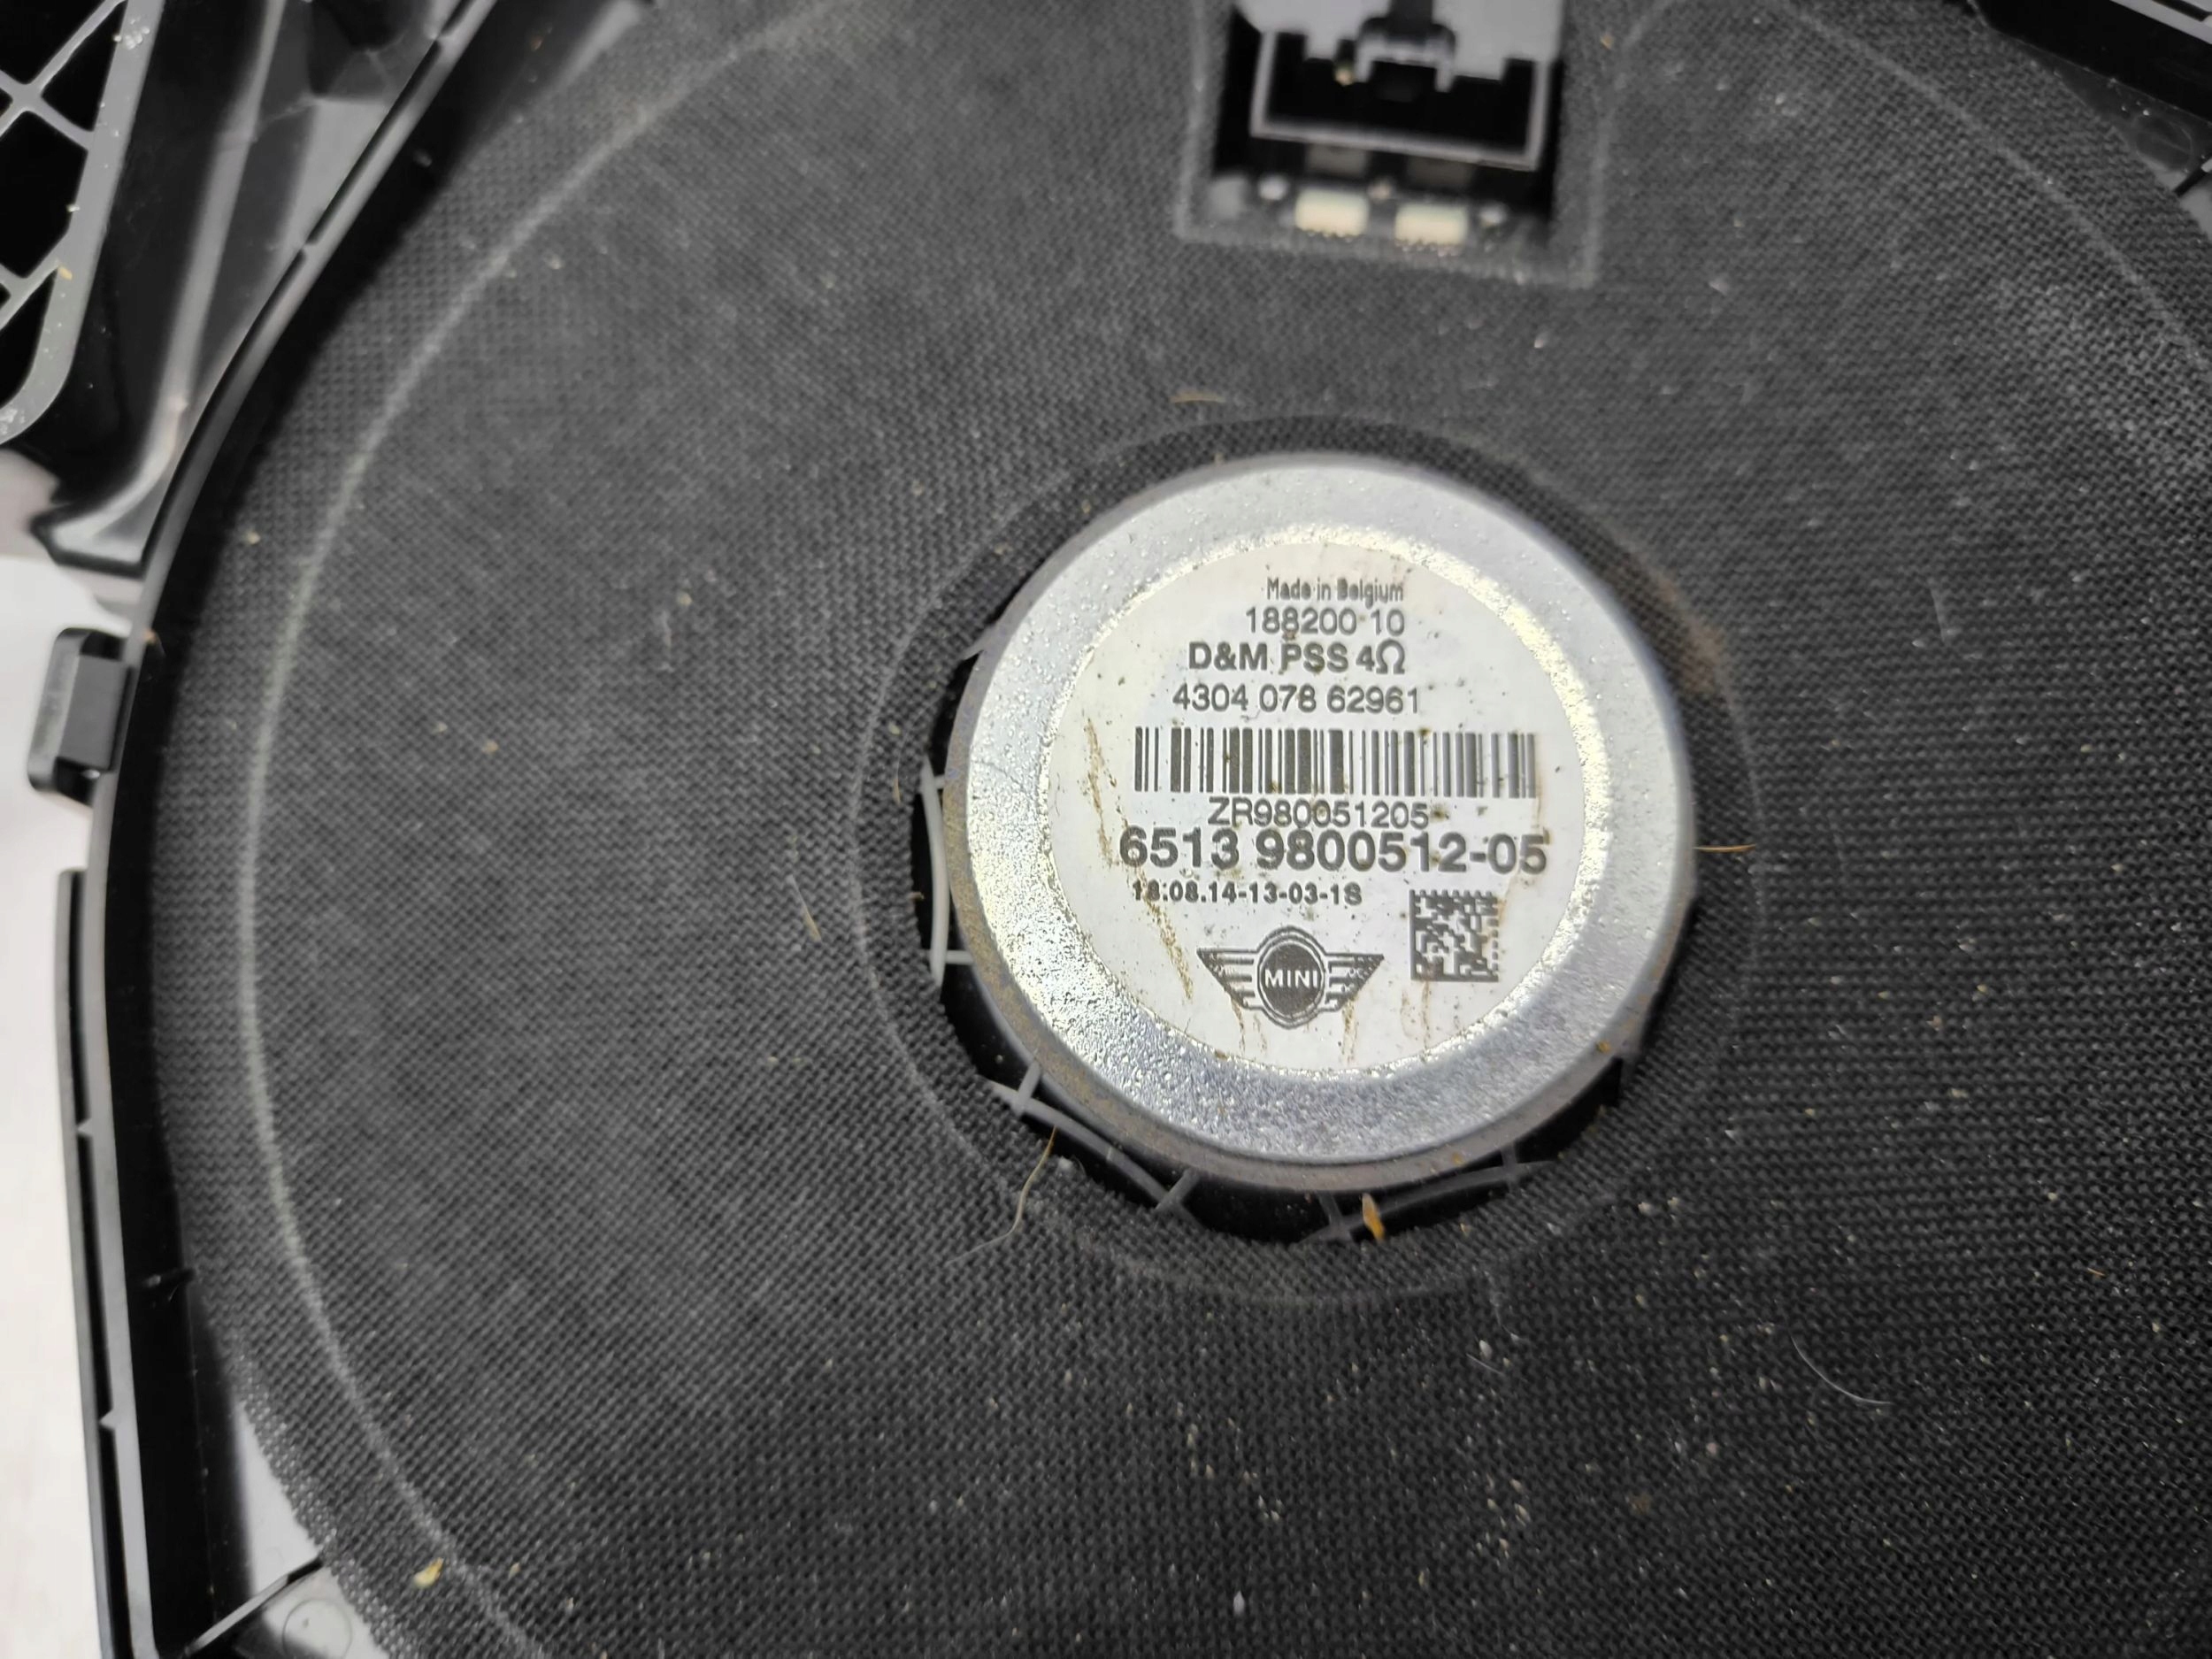 Made in Belgium
188200 10
D&M PSS 4Ω
4304 078 62961
ZR980051205
6513 9800512-05
18.08.14-13-03-1S
MINI